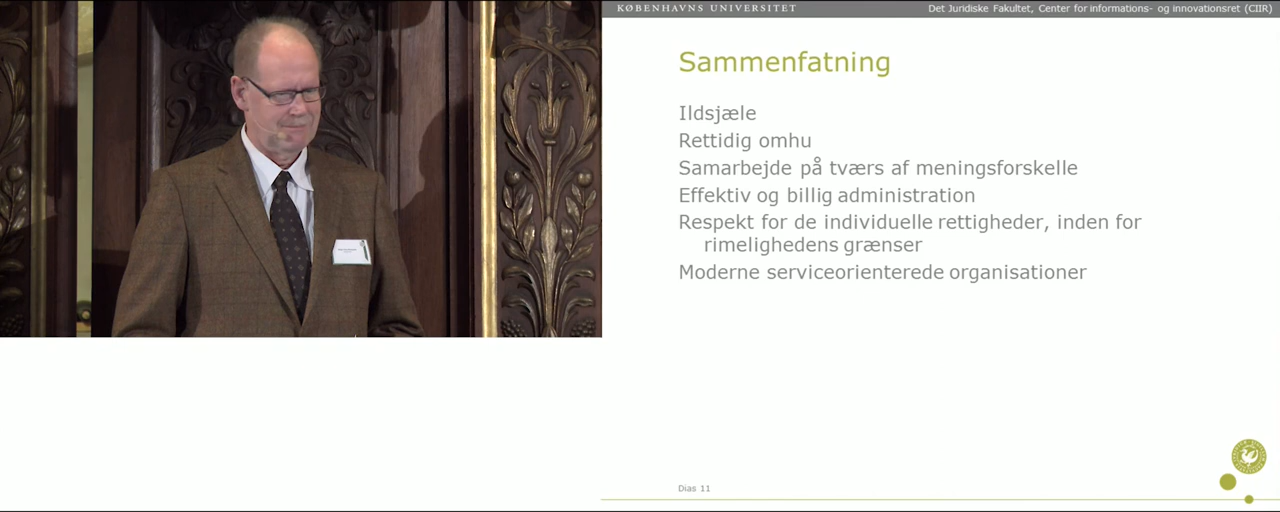 KØBENHAVNS UNIVERSITET
Det Juridiske Fakultet, Center for informations- og innovationsret (CIIR)
Sammenfatning
Ildsjæle
Rettidig omhu
Samarbejde på tværs af meningsforskelle
Effektiv og billig administration
Respekt for de individuelle rettigheder, inden for
rimelighedens grænser
Moderne serviceorienterede organisationer
Dias 11